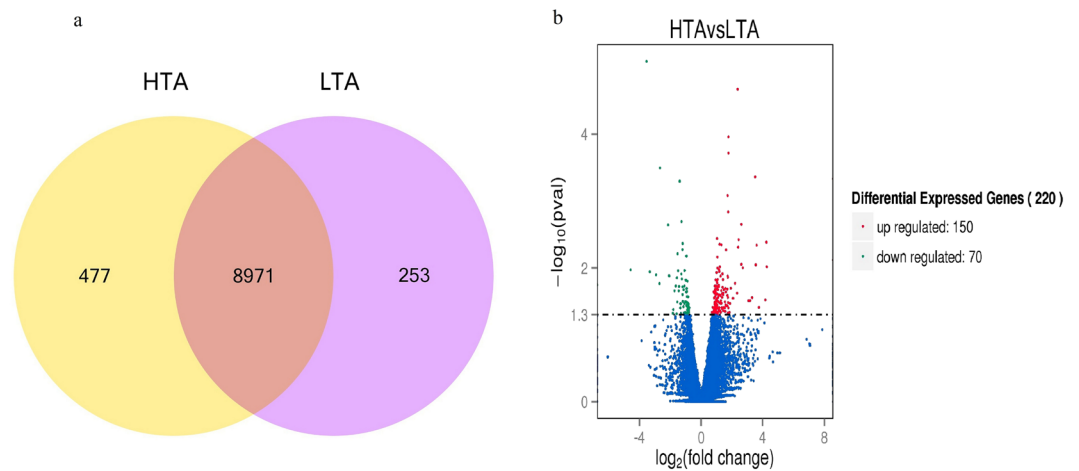 a
HTA
LTA
477
8971
253
b
HTAvsLTA
4
2
1.3
0
-4
0
4
8
−log₁₀(pval)
log₂(fold change)
Differential Expressed Genes ( 220 )
up regulated: 150
down regulated: 70